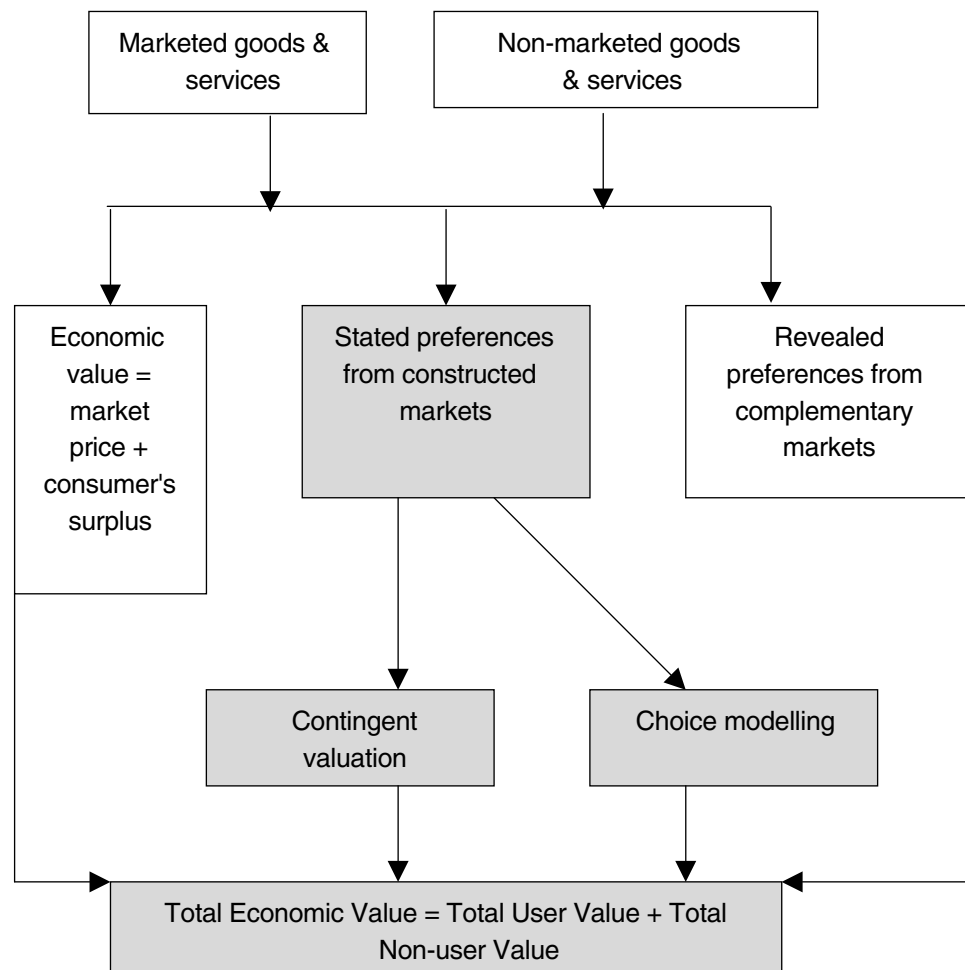 Marketed goods &
services
Non-marketed goods
& services
Economic
value =
market
price +
consumer's
surplus
Stated preferences
from constructed
markets
Revealed
preferences from
complementary
markets
Contingent
valuation
Choice modelling
Total Economic Value = Total User Value + Total
Non-user Value